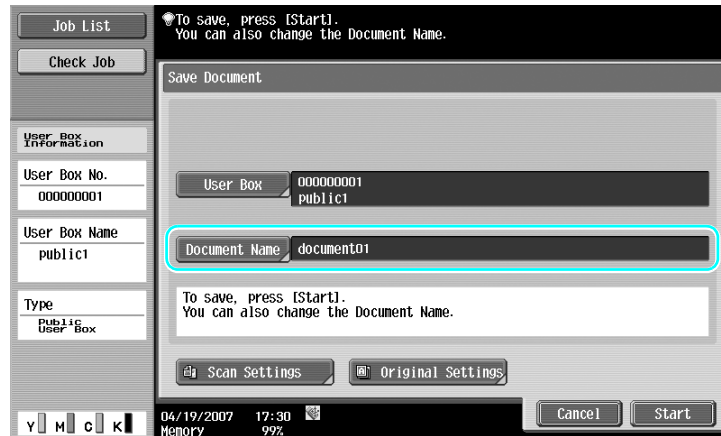 Job List
Check Job
To save, press [Start].
You can also change the Document Name.
Save Document
User Box
Information
User Box No.
000000001
User Box Name
public1
Type
Public
User Box
User Box
000000001
public1
Document Name
document01
To save, press [Start].
You can also change the Document Name.
Scan Settings
Original Settings
Y M C K
04/19/2007 17:30
Memory 99%
Cancel
Start